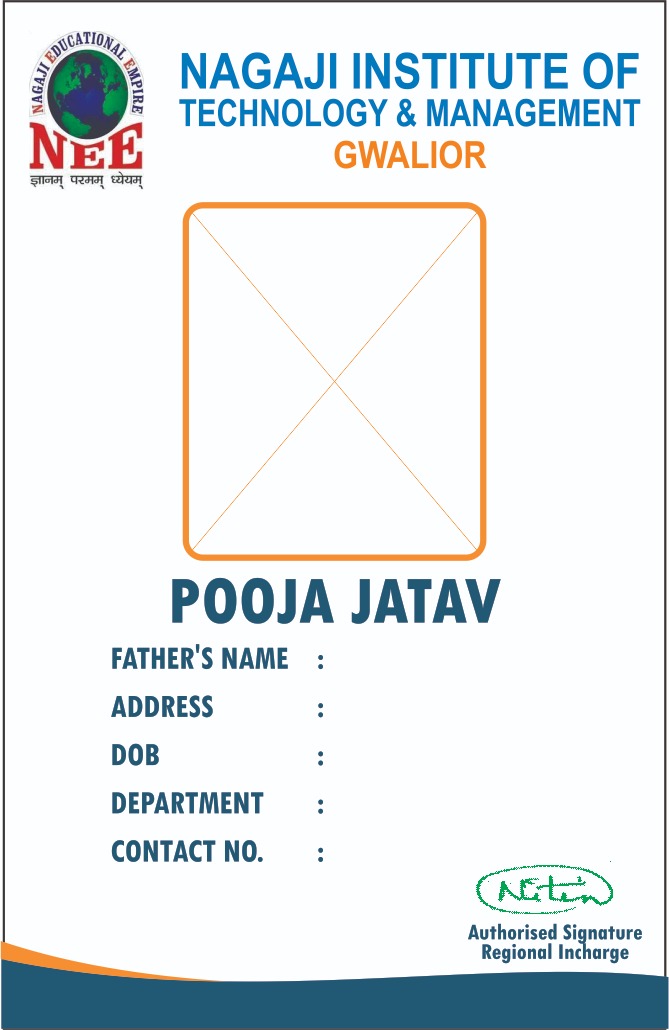 NAGAJI EDUCATIONAL EMPIRE
NEE
ज्ञानम् परमम् ध्येयम्
NAGAJI INSTITUTE OF
TECHNOLOGY & MANAGEMENT
GWALIOR
POOJA JATAV
FATHER'S NAME :
ADDRESS :
DOB :
DEPARTMENT :
CONTACT NO. :
Nitin
Authorised Signature
Regional Incharge